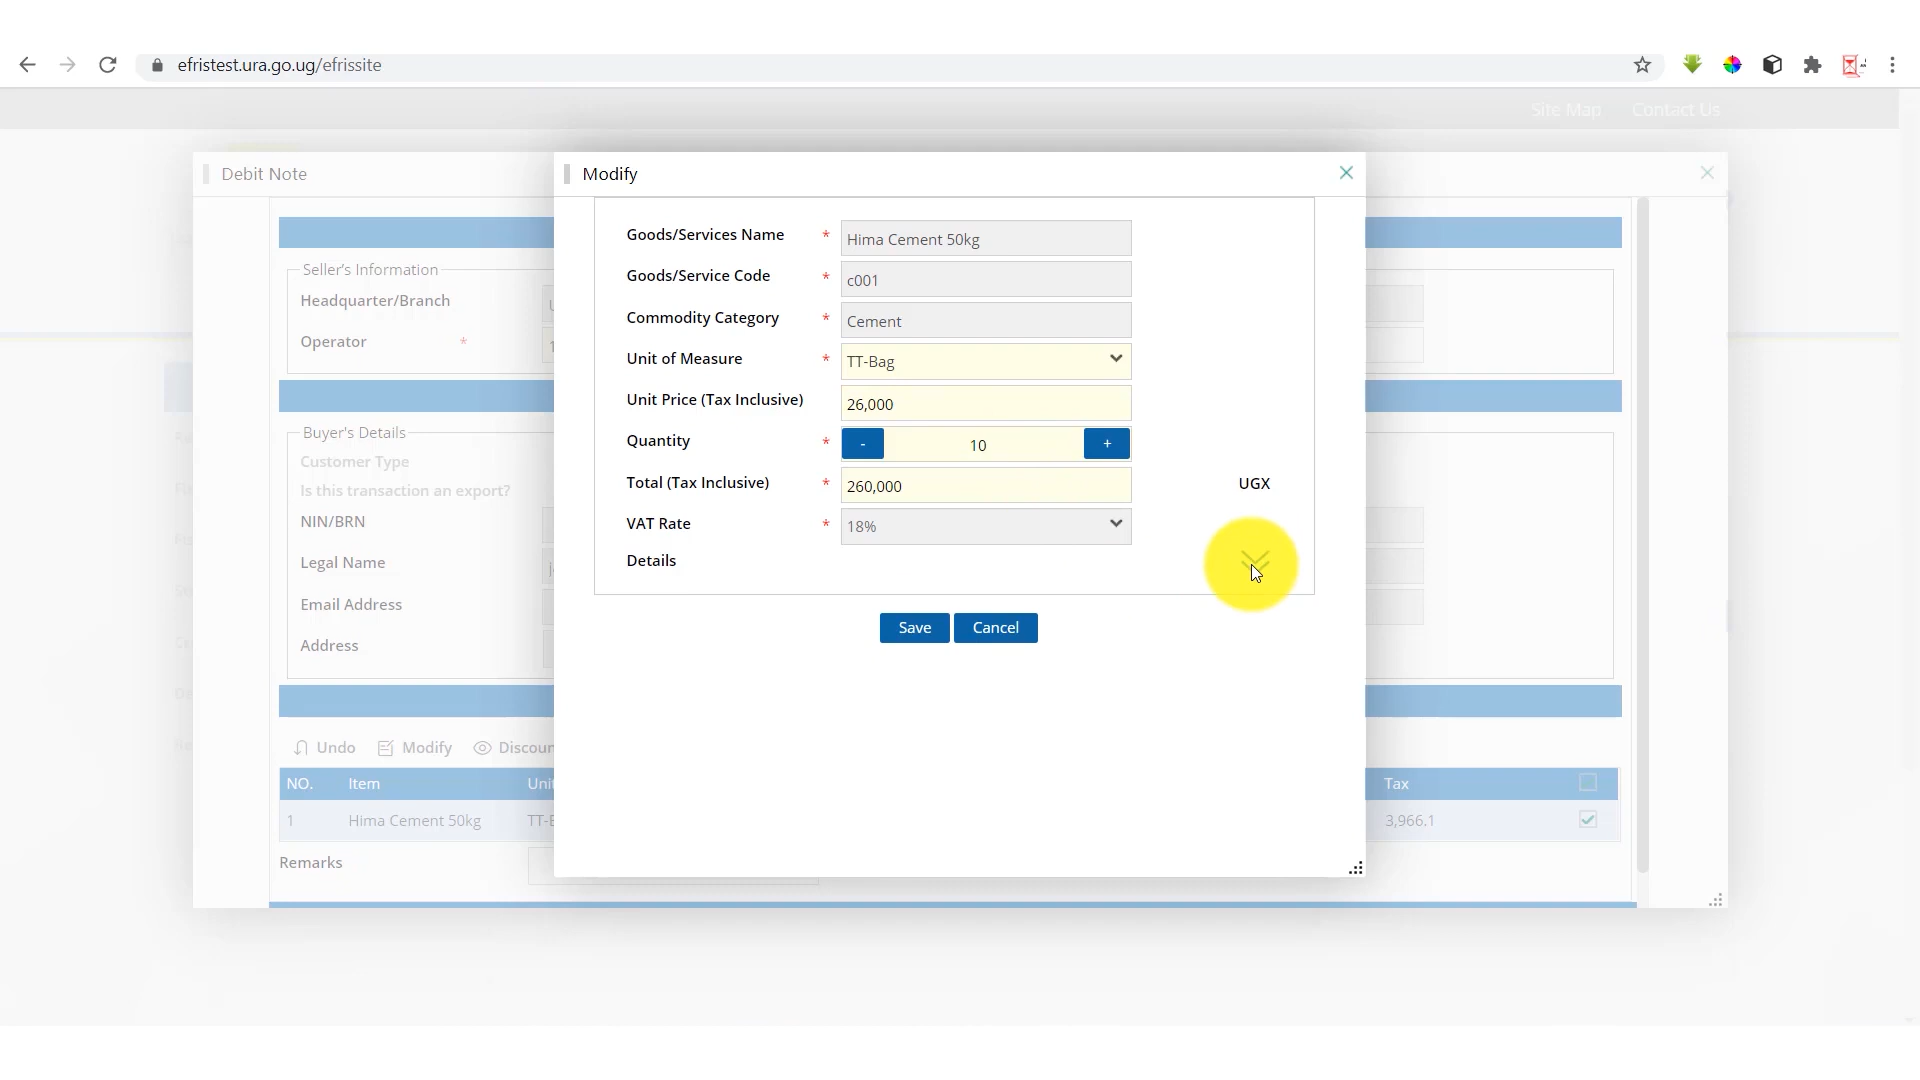 efristest.ura.go.ug/efrissite
Site Map Contact Us
Debit Note
Modify
Seller's Information
Headquarter/Branch
Operator *
Buyer's Details
Customer Type
Is this transaction an export?
NIN/BRN
Legal Name
Email Address
Address
Goods/Services Name * Hima Cement 50kg
Goods/Service Code * c001
Commodity Category * Cement
Unit of Measure * TT-Bag
Unit Price (Tax Inclusive) 26,000
Quantity * - 10 +
Total (Tax Inclusive) * 260,000 UGX
VAT Rate * 18%
Details
Save Cancel
Undo Modify Discoun
NO. Item Unit Tax
1 Hima Cement 50kg TT-B 3,966.1
Remarks